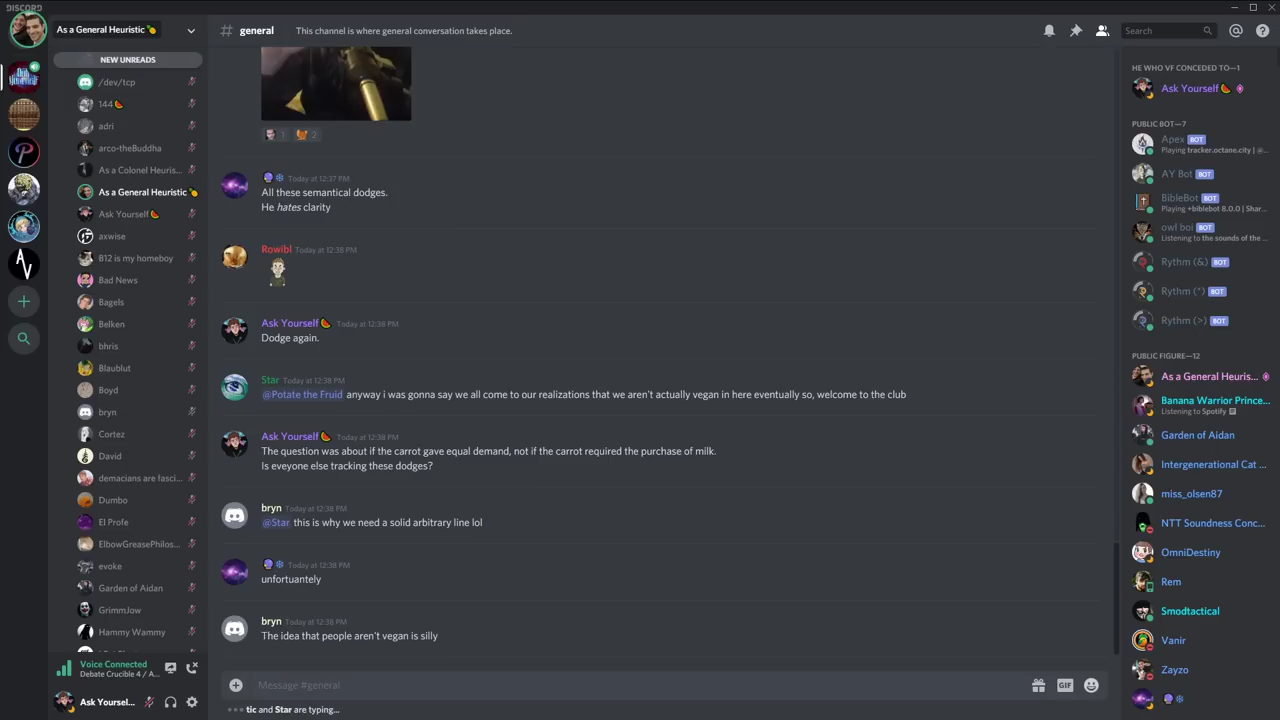 DISCORD
As a General Heuristic
NEW UNREADS
/dev/tcp
144
adri
arco-theBuddha
As a Colonel Heuris...
As a General Heuristic
Ask Yourself
axwise
B12 is my homeboy
Bad News
Bagels
Belken
bhris
Blaublut
Boyd
bryn
Cortez
David
demacians are fasci...
Dumbo
El Profe
ElbowGreasePhilos...
evoke
Garden of Aidan
GrimmJow
Hammy Wammy
Voice Connected
Debate Crucible 4 / A...
Ask Yoursel...
# general
This channel is where general conversation takes place.
Search
1
2
Today at 12:37 PM
All these semantical dodges.
He hates clarity
Rowibl Today at 12:38 PM
Ask Yourself Today at 12:38 PM
Dodge again.
Star Today at 12:38 PM
@Potate the Fruid anyway i was gonna say we all come to our realizations that we aren't actually vegan in here eventually so, welcome to the club
Ask Yourself Today at 12:38 PM
The question was about if the carrot gave equal demand, not if the carrot required the purchase of milk.
Is eveyone else tracking these dodges?
bryn Today at 12:38 PM
@Star this is why we need a solid arbitrary line lol
Today at 12:38 PM
unfortuantely
bryn Today at 12:38 PM
The idea that people aren't vegan is silly
Message #general
GIF
tic and Star are typing...
HE WHO VF CONCEDED TO—1
Ask Yourself
PUBLIC BOT—7
Apex BOT
Playing tracker.octane.city | @...
AY Bot BOT
BibleBot BOT
Playing +biblebot 8.0.0 | Shar...
owl boi BOT
Listening to the sounds of the...
Rythm (&) BOT
Rythm (*) BOT
Rythm (>) BOT
PUBLIC FIGURE—12
As a General Heuris...
Banana Warrior Prince...
Listening to Spotify
Garden of Aidan
Intergenerational Cat ...
miss_olsen87
NTT Soundness Conc...
OmniDestiny
Rem
Smodtactical
Vanir
Zayzo